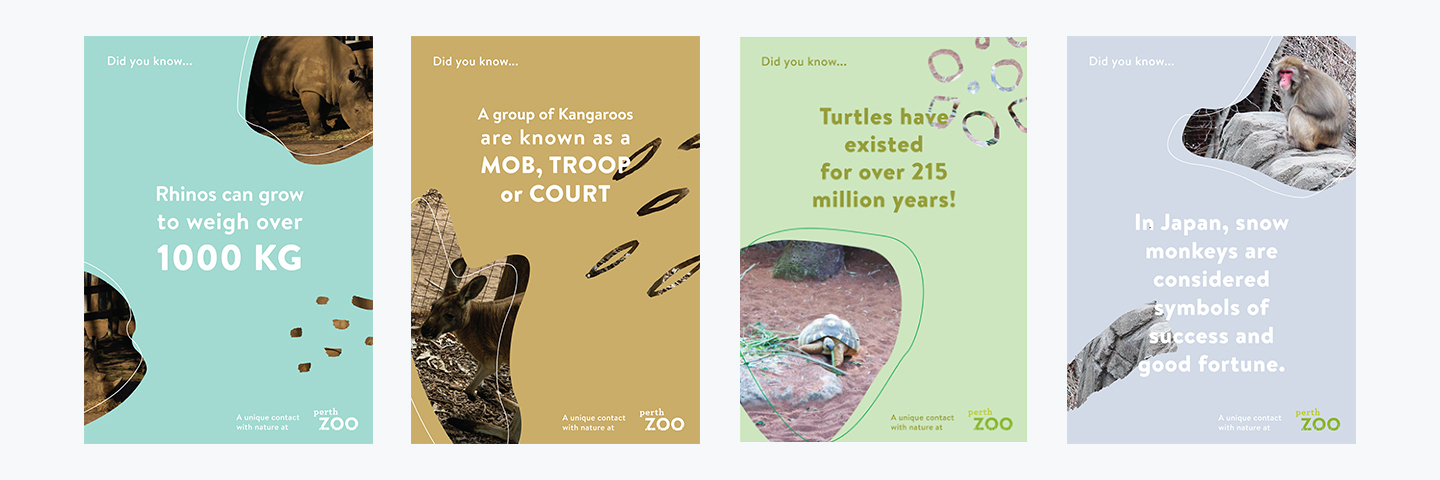 Did you know...
Rhinos can grow
to weigh over
1000 KG
A unique contact
with nature at
perth
ZOO
Did you know...
A group of Kangaroos
are known as a
MOB, TROOP
or COURT
A unique contact
with nature at
perth
ZOO
Did you know...
Turtles have
existed
for over 215
million years!
A unique contact
with nature at
perth
ZOO
Did you know...
In Japan, snow
monkeys are
considered
symbols of
success and
good fortune.
A unique contact
with nature at
perth
ZOO